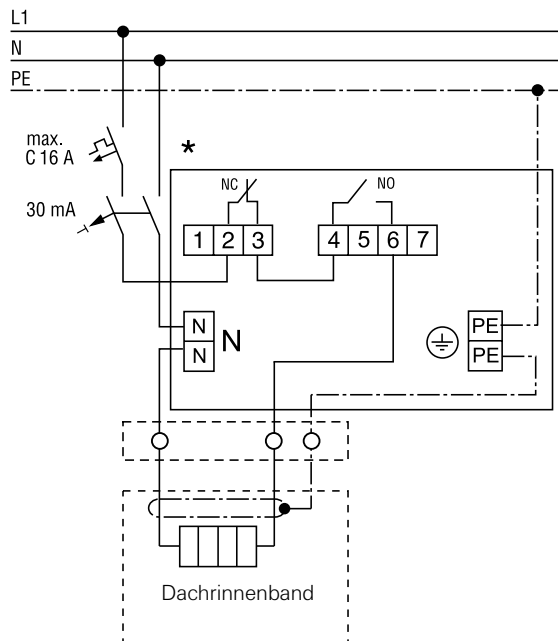 L1
N
PE
max.
C 16 A
*
30 mA
NC
NO
1 2 3
4 5 6 7
N
N
N
PE
PE
Dachrinnenband